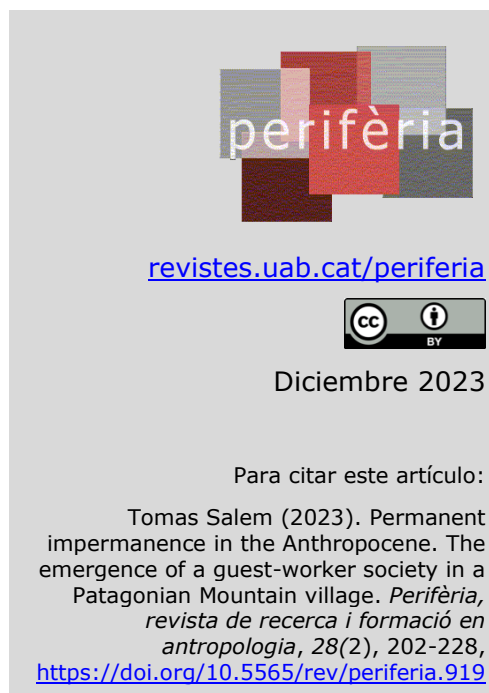 perifèria
revistes.uab.cat/periferia
cc
BY
Diciembre 2023
Para citar este artículo:
Tomas Salem (2023). Permanent
impermanence in the Anthropocene. The
emergence of a guest-worker society in a
Patagonian Mountain village. Perifèria,
revista de recerca i formació en
antropologia, 28(2), 202-228,
https://doi.org/10.5565/rev/periferia.919